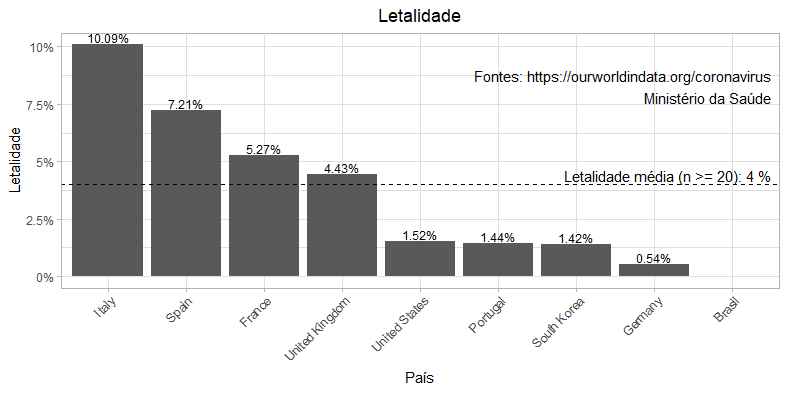 Letalidade
Letalidade
10%
7.5%
5%
2.5%
0%
10.09%
7.21%
5.27%
4.43%
1.52%
1.44%
1.42%
0.54%
Fontes: https://ourworldindata.org/coronavirus
Ministério da Saúde
Letalidade média (n >= 20): 4 %
Italy
Spain
France
United Kingdom
United States
Portugal
South Korea
Germany
Brasil
País